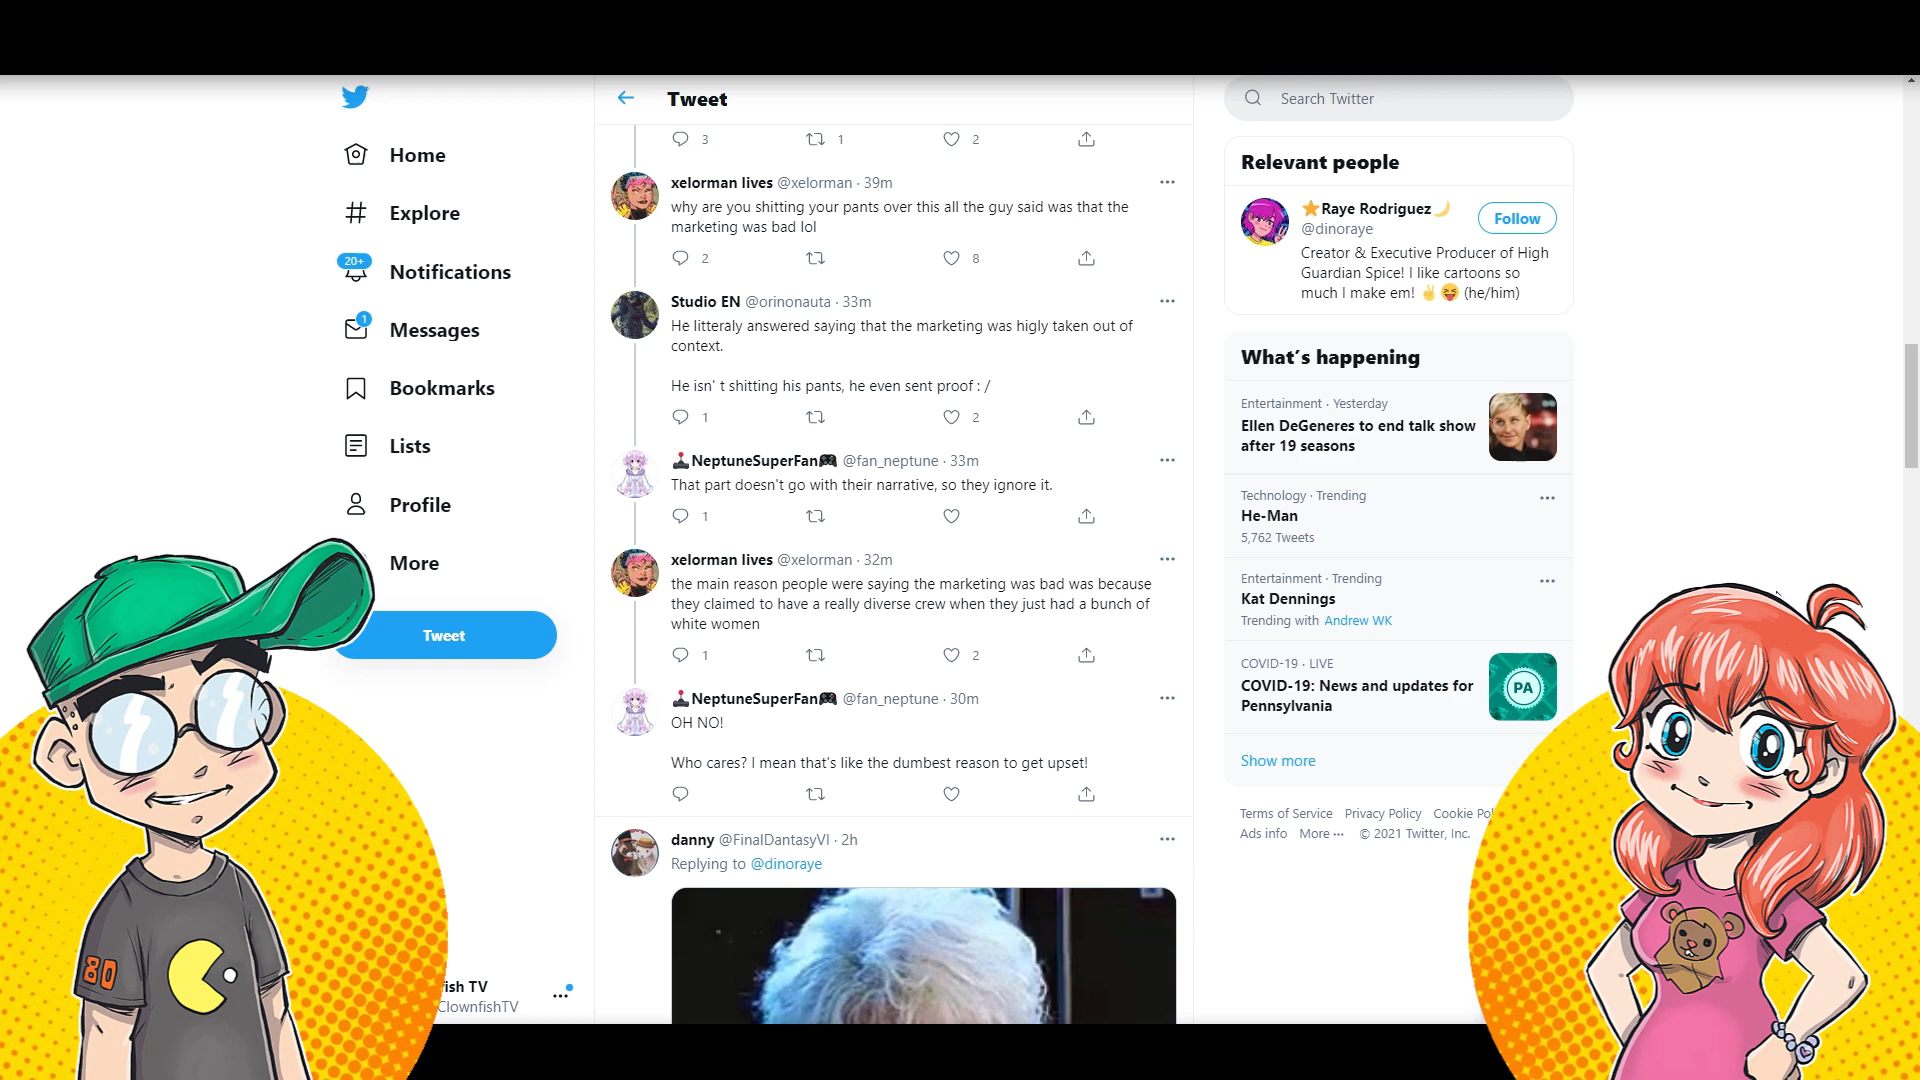 Home
Explore
20+
Notifications
1
Messages
Bookmarks
Lists
Profile
More
Tweet
80
fish TV
ClownfishTV
Tweet
3 1 2
xelorman lives @xelorman · 39m
why are you shitting your pants over this all the guy said was that the
marketing was bad lol
2 8
Studio EN @orinonauta · 33m
He litteraly answered saying that the marketing was higly taken out of
context.
He isn' t shitting his pants, he even sent proof : /
1 2
NeptuneSuperFan @fan_neptune · 33m
That part doesn't go with their narrative, so they ignore it.
1
xelorman lives @xelorman · 32m
the main reason people were saying the marketing was bad was because
they claimed to have a really diverse crew when they just had a bunch of
white women
1 2
NeptuneSuperFan @fan_neptune · 30m
OH NO!
Who cares? I mean that's like the dumbest reason to get upset!
danny @FinalDantasyVI · 2h
Replying to @dinoraye
Search Twitter
Relevant people
Raye Rodriguez
@dinoraye
Follow
Creator & Executive Producer of High
Guardian Spice! I like cartoons so
much I make em! (he/him)
What's happening
Entertainment · Yesterday
Ellen DeGeneres to end talk show
after 19 seasons
Technology · Trending
He-Man
5,762 Tweets
Entertainment · Trending
Kat Dennings
Trending with Andrew WK
COVID-19 · LIVE
COVID-19: News and updates for
Pennsylvania
PA
Show more
Terms of Service Privacy Policy Cookie Pol
Ads info More ··· © 2021 Twitter, Inc.